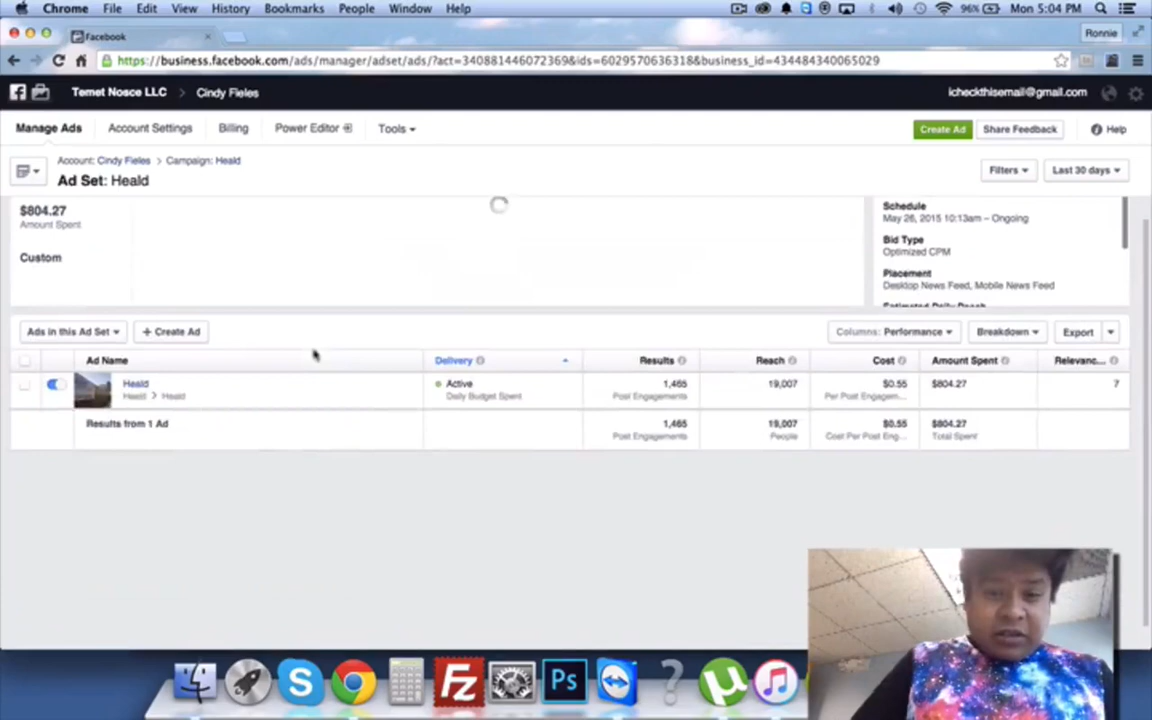 Chrome File Edit View History Bookmarks People Window Help 96% Mon 5:04 PM
Facebook Ronnie
https://business.facebook.com/ads/manager/adset/ads/?act=340881446072369&ids=6029570636318&business_id=434484340065029
Temet Nosce LLC > Cindy Fieles icheckthisemail@gmail.com
Manage Ads Account Settings Billing Power Editor Tools Create Ad Share Feedback Help
Account: Cindy Fieles > Campaign: Heald
Ad Set: Heald Filters Last 30 days
$804.27
Amount Spent
Custom
Schedule
May 26, 2015 10:13am – Ongoing
Bid Type
Optimized CPM
Placement
Desktop News Feed, Mobile News Feed
Estimated Daily Reach
Ads in this Ad Set + Create Ad Columns: Performance Breakdown Export
Ad Name Delivery Results Reach Cost Amount Spent Relevanc...
Heald Active 1,465 19,007 $0.55 $804.27 7
Heald > Heald Daily Budget Spent Post Engagements Per Post Engagem...
Results from 1 Ad 1,465 19,007 $0.55 $804.27
Post Engagements People Cost Per Post Eng... Total Spent
S Fz Ps ? µ